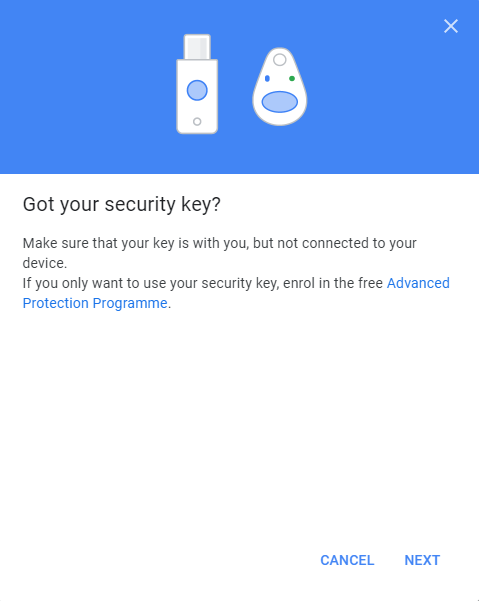 Got your security key?
Make sure that your key is with you, but not connected to your
device.
If you only want to use your security key, enrol in the free Advanced
Protection Programme.
CANCEL NEXT